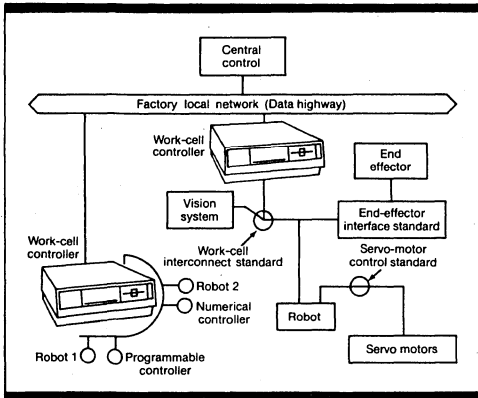 Central
control
Factory local network (Data highway)
Work-cell
controller
End
effector
Vision
system
End-effector
interface standard
Work-cell
controller
Work-cell
interconnect standard
Servo-motor
control standard
Robot 2
Numerical
controller
Robot
Robot 1
Programmable
controller
Servo motors